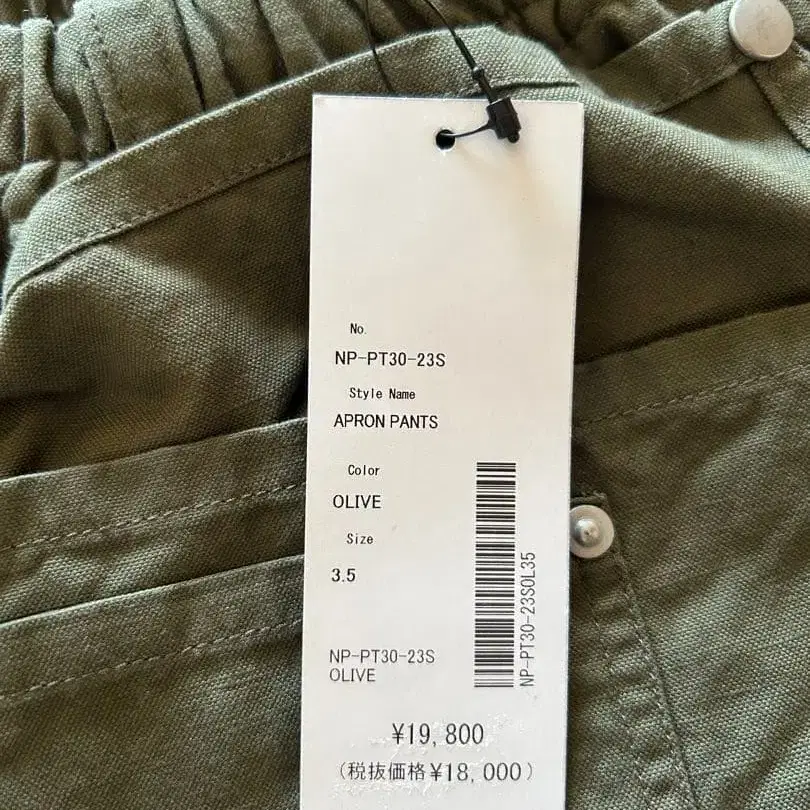 No.
NP-PT30-23S
Style Name
APRON PANTS
Color
OLIVE
Size
3.5
NP-PT30-23SOL35
NP-PT30-23S
OLIVE
¥19,800
(税抜価格¥18,000)